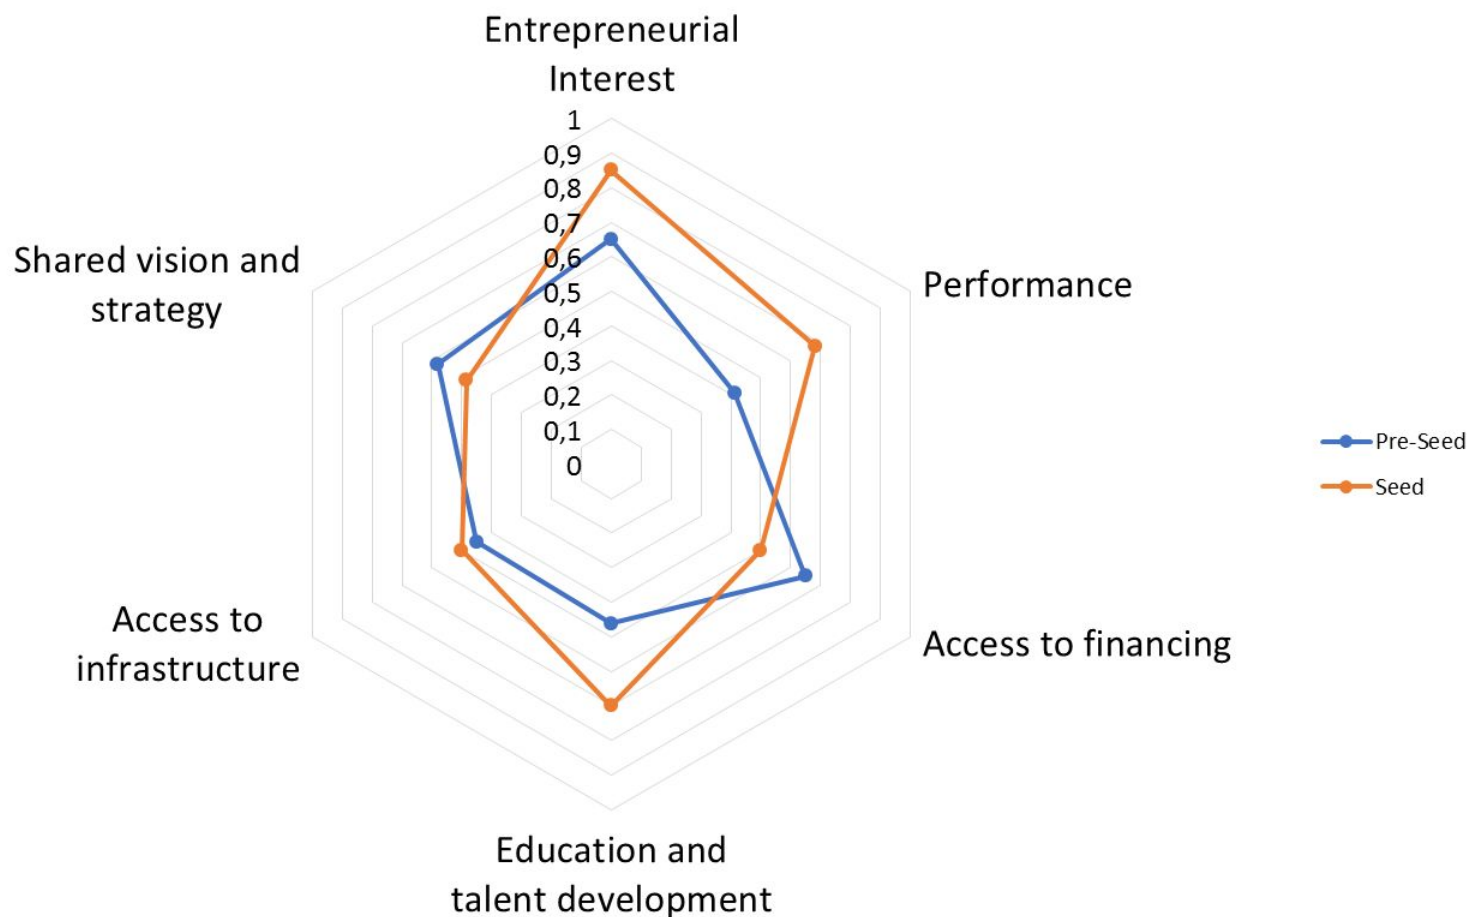 Entrepreneurial
Interest
1
0,9
0,8
0,7
0,6
0,5
0,4
0,3
0,2
0,1
0
Shared vision and
strategy
Performance
Pre-Seed
Seed
Access to
infrastructure
Access to financing
Education and
talent development